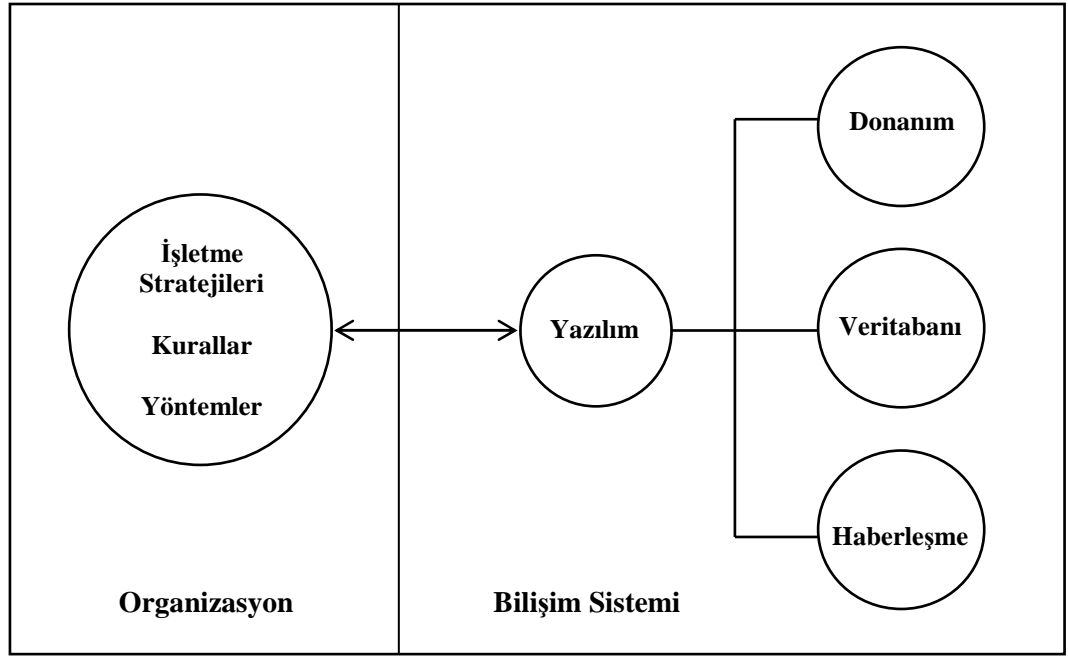 İşletme
Stratejileri
Kurallar
Yöntemler
Organizasyon
Yazılım
Donanım
Veritabanı
Haberleşme
Bilişim Sistemi